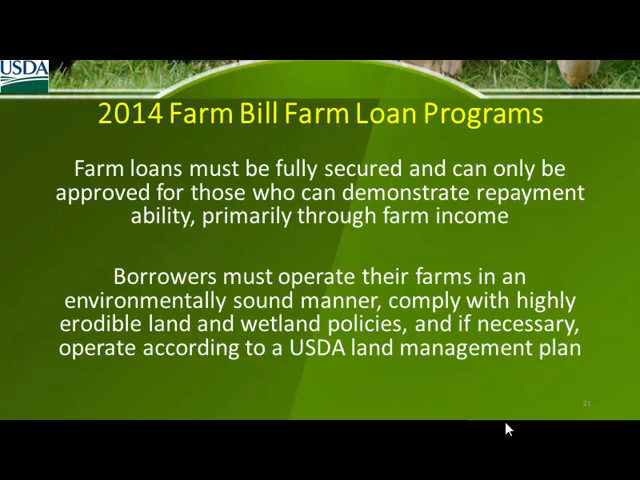 USDA
2014 Farm Bill Farm Loan Programs
Farm loans must be fully secured and can only be
approved for those who can demonstrate repayment
ability, primarily through farm income
Borrowers must operate their farms in an
environmentally sound manner, comply with highly
erodible land and wetland policies, and if necessary,
operate according to a USDA land management plan